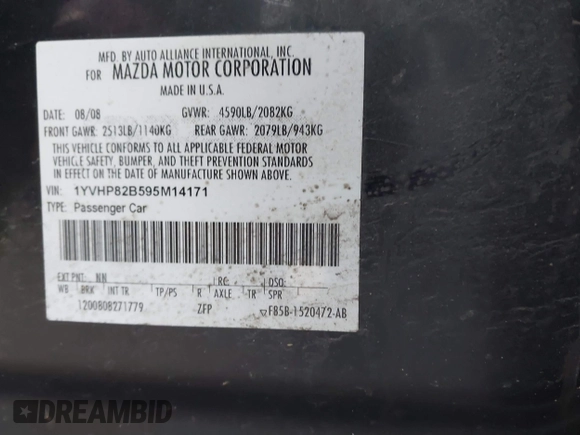 MFD. BY AUTO ALLIANCE INTERNATIONAL, INC.
FOR MAZDA MOTOR CORPORATION
MADE IN U.S.A.
DATE: 08/08 GVWR: 4590LB/2082KG
FRONT GAWR: 2513LB/1140KG REAR GAWR: 2079LB/943KG
THIS VEHICLE CONFORMS TO ALL APPLICABLE FEDERAL MOTOR
VEHICLE SAFETY, BUMPER, AND THEFT PREVENTION STANDARDS
IN EFFECT ON THE DATE OF MANUFACTURE SHOWN ABOVE.
VIN: 1YVHP82B595M14171
TYPE: Passenger Car
EXT PNT: NN RC: DSO:
WB BRK INT TR TP/PS R AXLE TR SPR
1200808271779 ZFP F85B-1520472-AB
DREAMBID